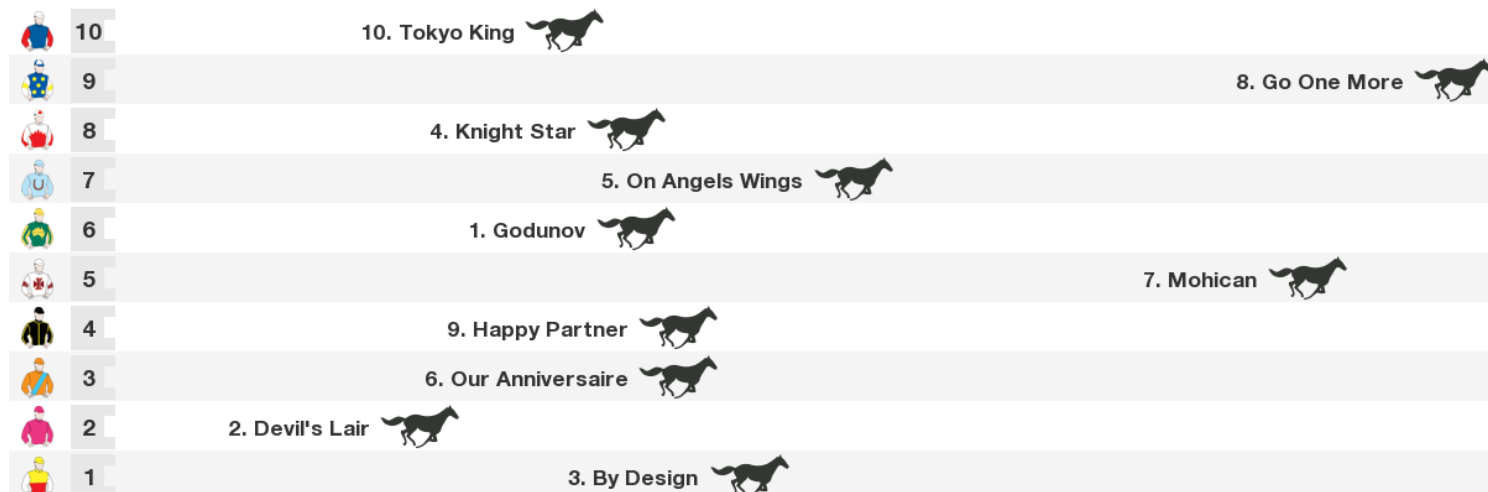 10 10. Tokyo King
9 8. Go One More
8 4. Knight Star
7 5. On Angels Wings
6 1. Godunov
5 7. Mohican
4 9. Happy Partner
3 6. Our Anniversaire
2 2. Devil's Lair
1 3. By Design